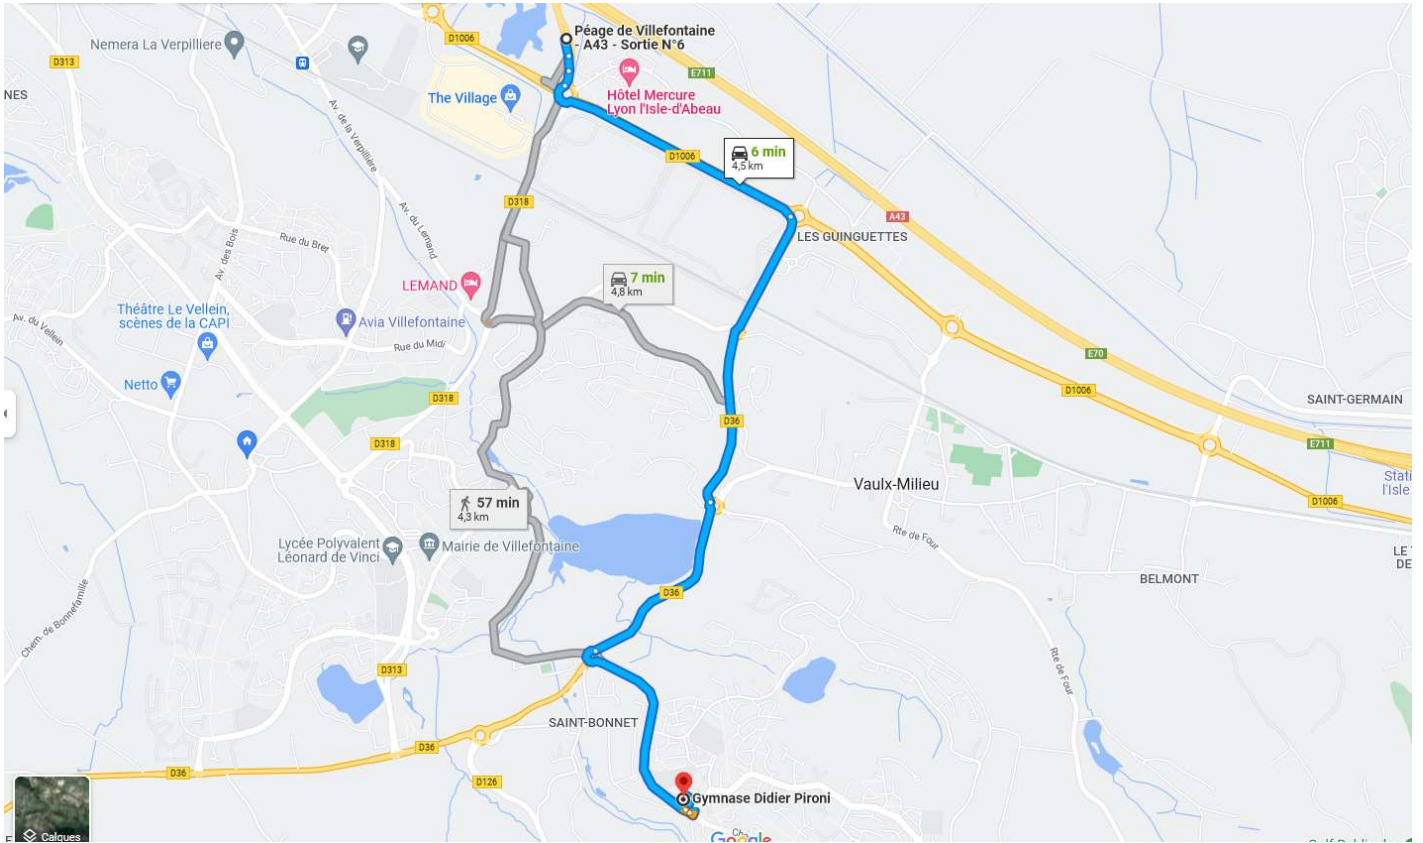 Péage de Villefontaine
- A43 - Sortie N°6
D1006
Nemera La Verpilliere
D313
E711
NES
The Village
Hôtel Mercure
Lyon l'Isle-d'Abeau
Av. de la Verpillière
D1006
6 min
4,5 km
D318
A43
Av. du Lemand
Av. des Bois
Rue du Bret
LES GUINGUETTES
7 min
4,8 km
LEMAND
Théâtre Le Vellein,
scènes de la CAPI
Av. du Vellein
Avia Villefontaine
Rue du Midi
E70
Netto
D1006
D318
SAINT-GERMAIN
D36
D318
E711
Stati
l'Isle
Vaulx-Milieu
57 min
4,3 km
D1006
Rte de Four
Lycée Polyvalent
Léonard de Vinci
Mairie de Villefontaine
LE
DE
BELMONT
D36
Chem. de Bonnefamille
Rte de Four
D313
SAINT-BONNET
D36
D36
D126
Gymnase Didier Pironi
Calques
Google